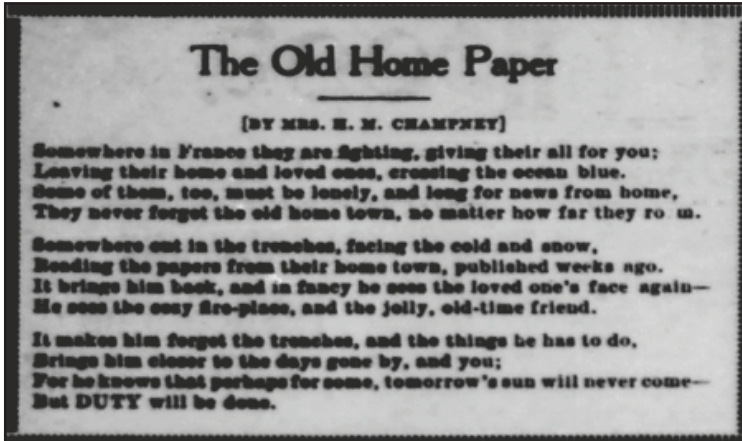 The Old Home Paper
[BY MRS. H. M. CHAMPNEY]
Somewhere in France they are fighting, giving their all for you;
Leaving their home and loved ones, crossing the ocean blue.
Some of them, too, must be lonely, and long for news from home,
They never forget the old home town, no matter how far they ro m.
Somewhere out in the trenches, facing the cold and snow,
Reading the papers from their home town, published weeks ago.
It brings him back, and in fancy he sees the loved one's face again—
He sees the cosy fire-place, and the jolly, old-time friend.
It makes him forget the trenches, and the things he has to do,
Brings him closer to the days gone by, and you;
For he knows that perhaps for some, tomorrow's sun will never come—
But DUTY will be done.